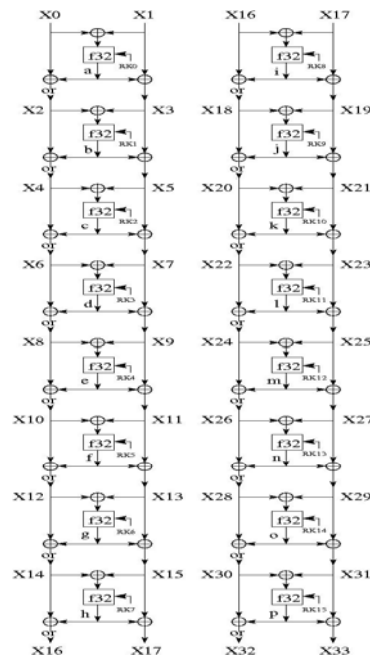 X0 X1
f32
RK0
a
or
X2 X3
f32
RK1
b
or
X4 X5
f32
RK2
c
or
X6 X7
f32
RK3
d
or
X8 X9
f32
RK4
e
or
X10 X11
f32
RK5
f
or
X12 X13
f32
RK6
g
or
X14 X15
f32
RK7
h
or
X16 X17
X16 X17
f32
RK8
i
or
X18 X19
f32
RK9
j
or
X20 X21
f32
RK10
k
or
X22 X23
f32
RK11
l
or
X24 X25
f32
RK12
m
or
X26 X27
f32
RK13
n
or
X28 X29
f32
RK14
o
or
X30 X31
f32
RK15
p
or
X32 X33